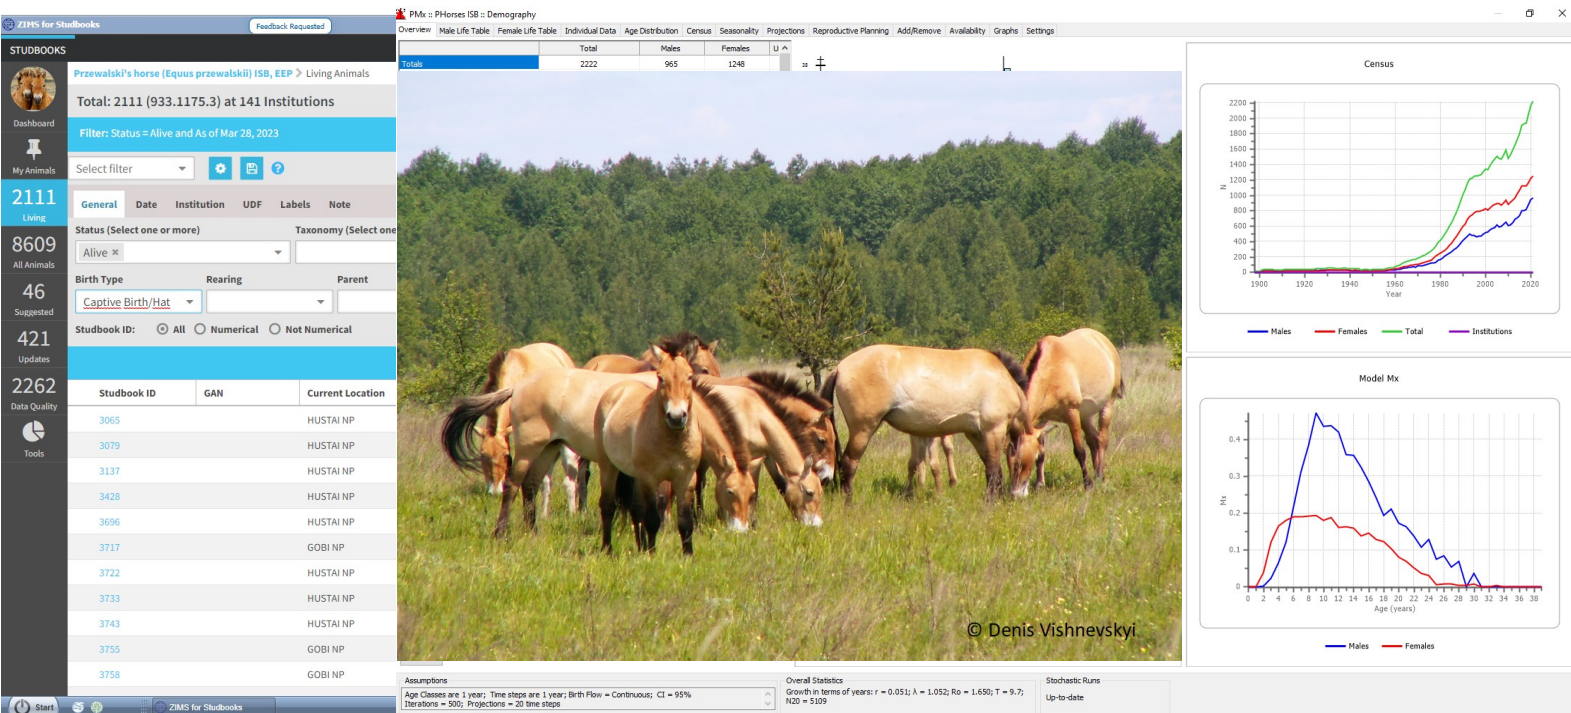 ZIMS for Studbooks
Feedback Requested
STUDBOOKS
Dashboard
My Animals
2111
Living
8609
All Animals
46
Suggested
421
Updates
2262
Data Quality
Tools
Przewalski's horse (Equus przewalskii) ISB, EEP > Living Animals
Total: 2111 (933.1175.3) at 141 Institutions
Filter: Status = Alive and As of Mar 28, 2023
Select filter
General Date Institution UDF Labels Note
Status (Select one or more) Taxonomy (Select one
Alive ×
Birth Type Rearing Parent
Captive Birth/Hat
Studbook ID: All Numerical Not Numerical
Studbook ID GAN Current Location
3065 HUSTAI NP
3079 HUSTAI NP
3137 HUSTAI NP
3428 HUSTAI NP
3696 HUSTAI NP
3717 GOBI NP
3722 HUSTAI NP
3733 HUSTAI NP
3743 HUSTAI NP
3755 GOBI NP
3758 GOBI NP
Start
ZIMS for Studbooks
PMx :: PHorses ISB :: Demography
Overview Male Life Table Female Life Table Individual Data Age Distribution Census Seasonality Projections Reproductive Planning Add/Remove Availability Graphs Settings
Total Males Females U
Totals 2222 965 1248
© Denis Vishnevskyi
Census
2200
2000
1800
1600
1400
1200
1000
800
600
400
200
0
N
1900 1920 1940 1960 1980 2000 2020
Year
Males Females Total Institutions
Model Mx
0.4
0.3
0.2
0.1
0
Mx
0 2 4 6 8 10 12 14 16 18 20 22 24 26 28 30 32 34 36 38
Age (years)
Males Females
Assumptions
Age Classes are 1 year; Time steps are 1 year; Birth Flow = Continuous; CI = 95%
Iterations = 500; Projections = 20 time steps
Overall Statistics
Growth in terms of years: r = 0.051; λ = 1.052; Ro = 1.650; T = 9.7;
N20 = 5109
Stochastic Runs
Up-to-date